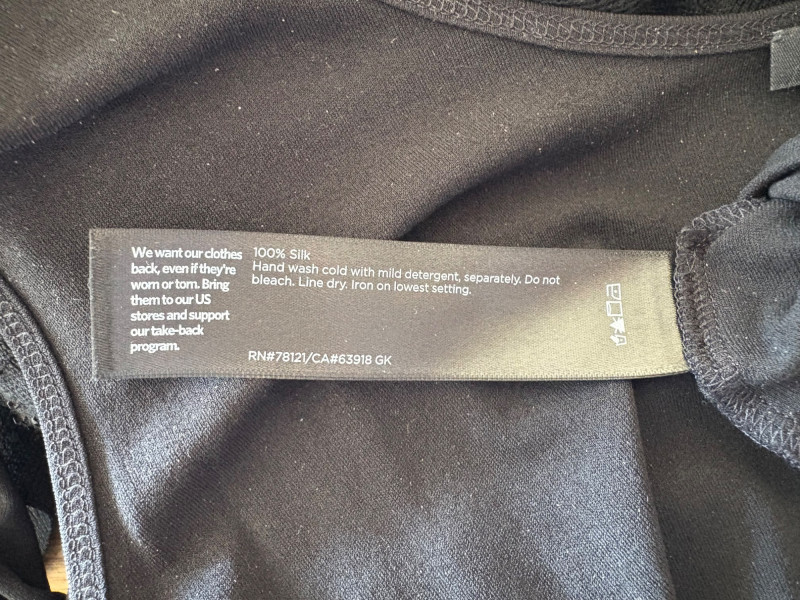 We want our clothes
back, even if they're
worn or torn. Bring
them to our US
stores and support
our take-back
program.
100% Silk
Hand wash cold with mild detergent, separately. Do not
bleach. Line dry. Iron on lowest setting.
RN#78121/CA#63918 GK